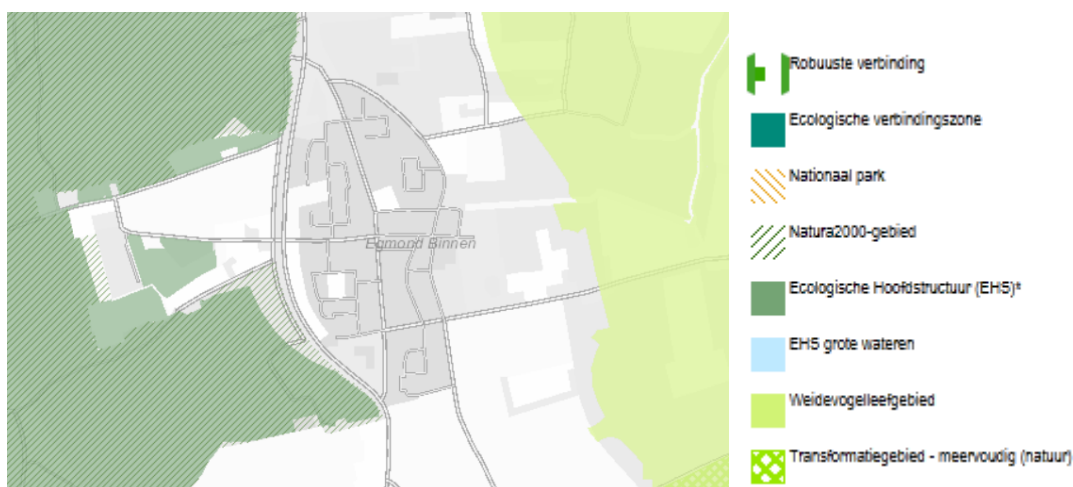 Egmond Binnen
Robuuste verbinding
Ecologische verbindingszone
Nationaal park
Natura2000-gebied
Ecologische Hoofdstructuur (EHS)*
EHS grote wateren
Weidevogelleefgebied
Transformatiegebied - meervoudig (natuur)